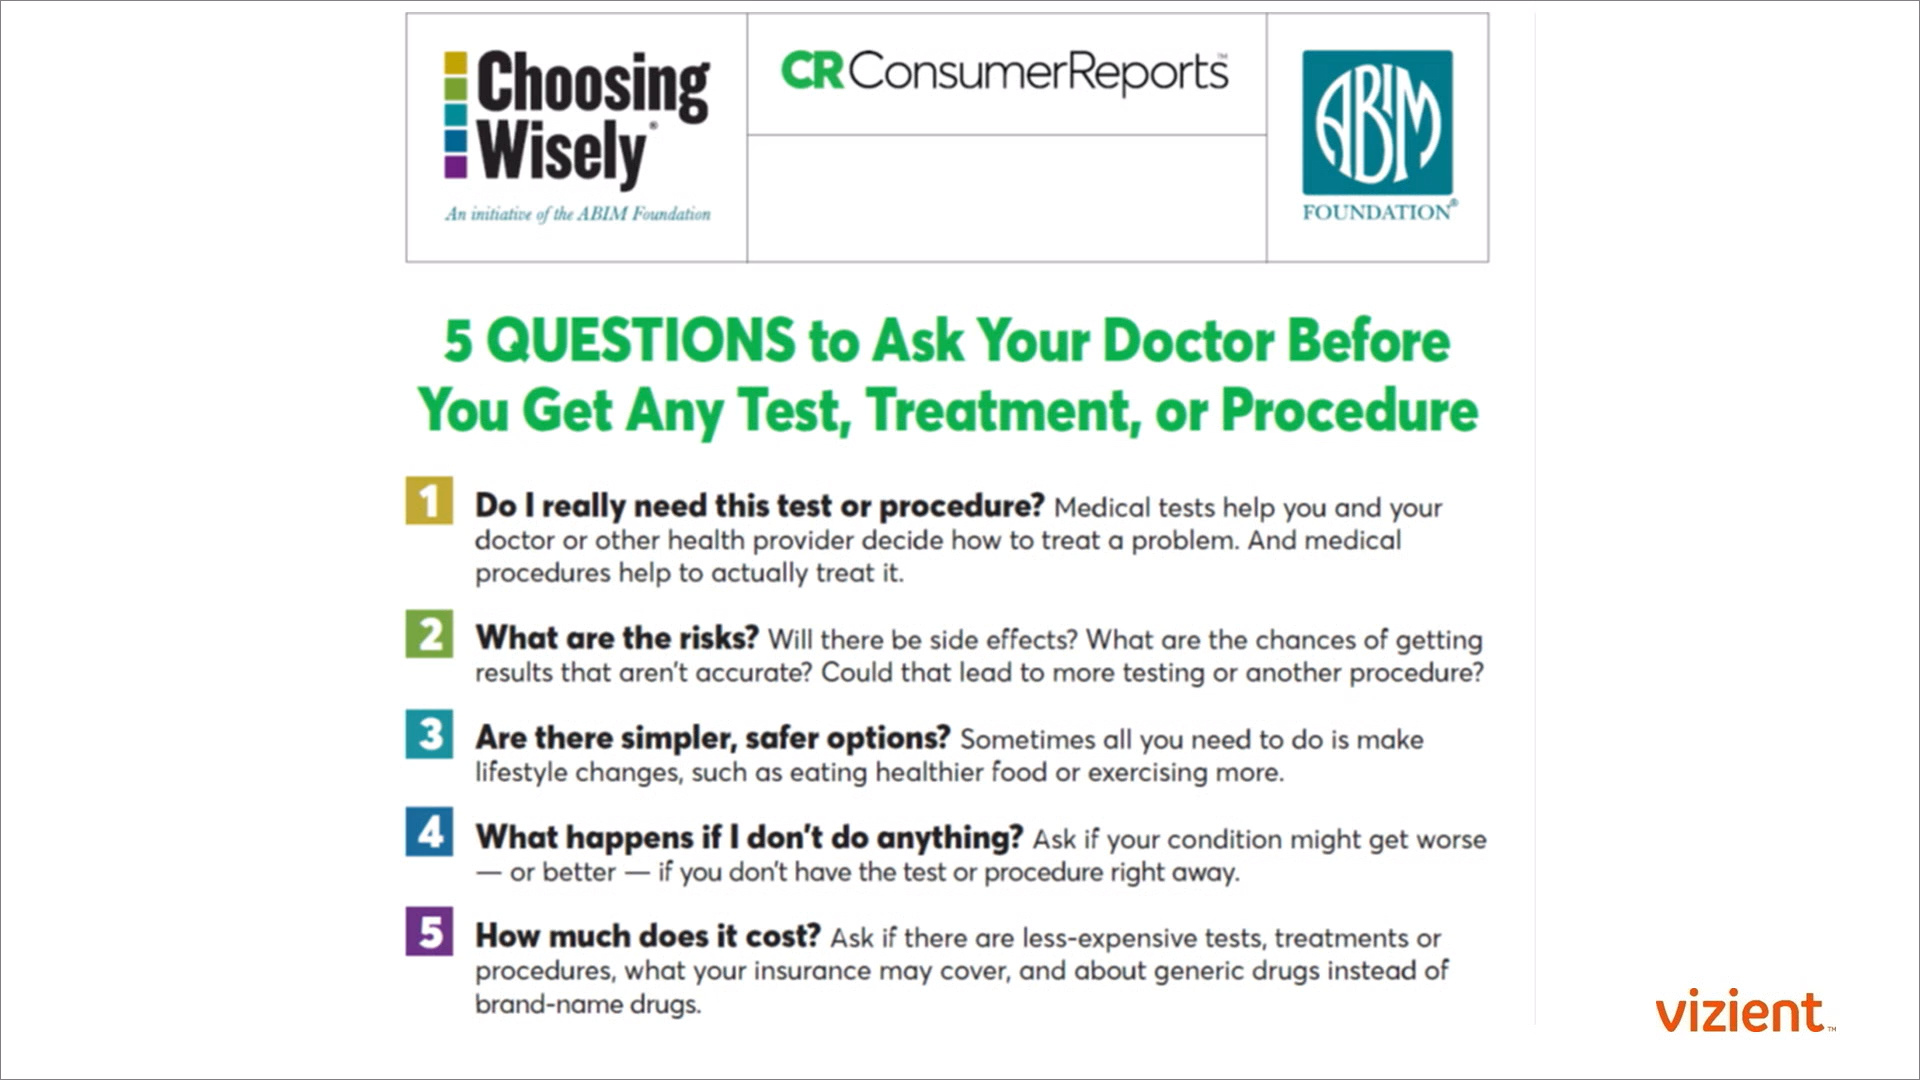 Choosing
Wisely®
An initiative of the ABIM Foundation
CR ConsumerReports™
ABIM
FOUNDATION®
5 QUESTIONS to Ask Your Doctor Before
You Get Any Test, Treatment, or Procedure
1 Do I really need this test or procedure? Medical tests help you and your
doctor or other health provider decide how to treat a problem. And medical
procedures help to actually treat it.
2 What are the risks? Will there be side effects? What are the chances of getting
results that aren't accurate? Could that lead to more testing or another procedure?
3 Are there simpler, safer options? Sometimes all you need to do is make
lifestyle changes, such as eating healthier food or exercising more.
4 What happens if I don't do anything? Ask if your condition might get worse
— or better — if you don't have the test or procedure right away.
5 How much does it cost? Ask if there are less-expensive tests, treatments or
procedures, what your insurance may cover, and about generic drugs instead of
brand-name drugs.
vizient™